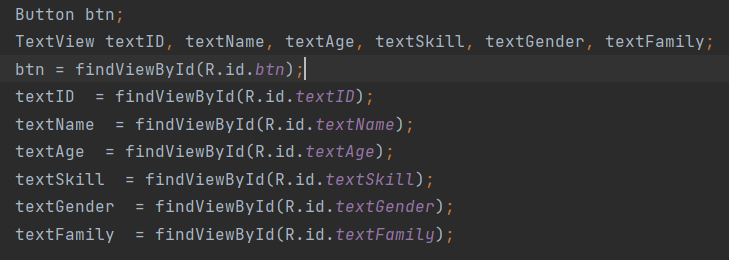 Button btn;
TextView textID, textName, textAge, textSkill, textGender, textFamily;
btn = findViewById(R.id.btn);
textID  = findViewById(R.id.textID);
textName  = findViewById(R.id.textName);
textAge  = findViewById(R.id.textAge);
textSkill  = findViewById(R.id.textSkill);
textGender  = findViewById(R.id.textGender);
textFamily  = findViewById(R.id.textFamily);